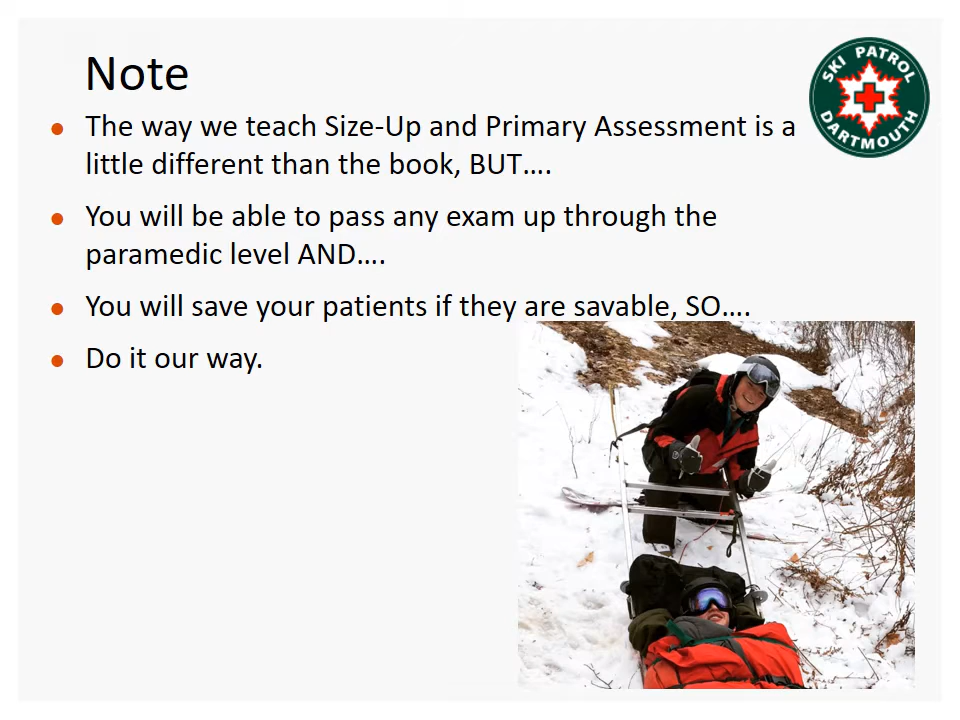 Note
SKI PATROL
DARTMOUTH
The way we teach Size-Up and Primary Assessment is a
little different than the book, BUT….
You will be able to pass any exam up through the
paramedic level AND….
You will save your patients if they are savable, SO….
Do it our way.